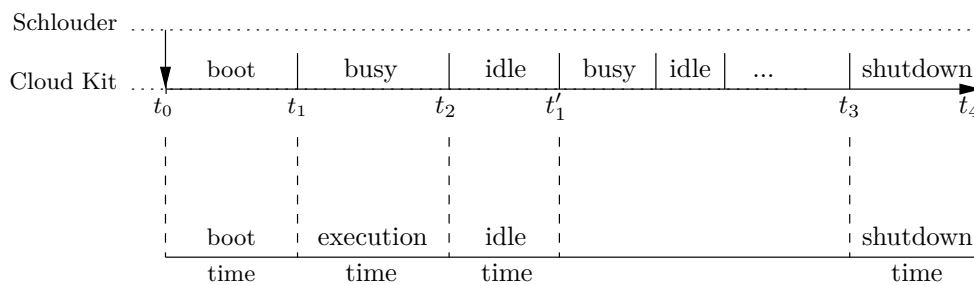 Schlouder
Cloud Kit boot busy idle busy idle ... shutdown
t₀ t₁ t₂ t′₁ t₃ t₄
boot execution idle shutdown
time time time time